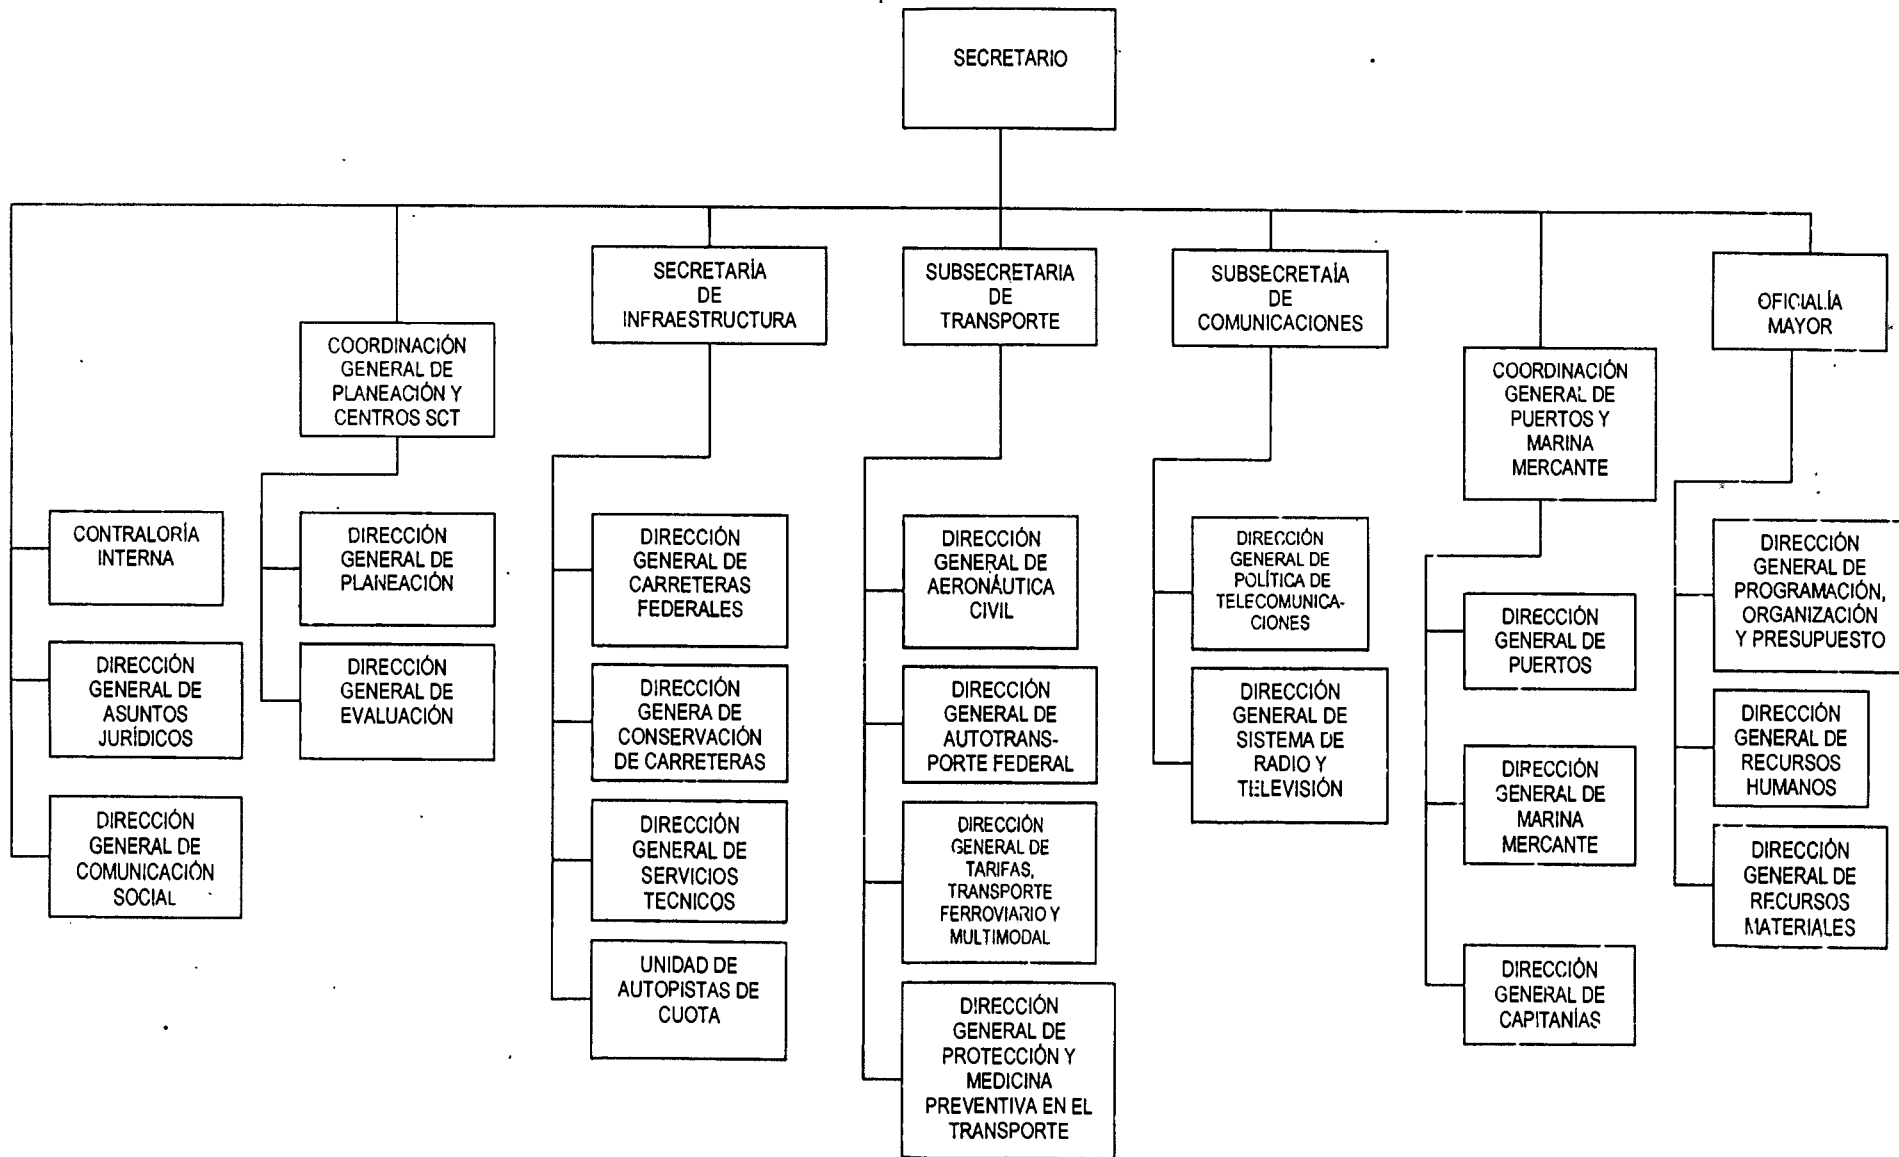 SECRETARIO
SECRETARÍA
DE
INFRAESTRUCTURA
SUBSECRETARIA
DE
TRANSPORTE
SUBSECRETAÍA
DE
COMUNICACIONES
OFICIALÍA
MAYOR
COORDINACIÓN
GENERAL DE
PLANEACIÓN Y
CENTROS SCT
COORDINACIÓN
GENERAL DE
PUERTOS Y
MARINA
MERCANTE
CONTRALORÍA
INTERNA
DIRECCIÓN
GENERAL DE
ASUNTOS
JURÍDICOS
DIRECCIÓN
GENERAL DE
COMUNICACIÓN
SOCIAL
DIRECCIÓN
GENERAL DE
PLANEACIÓN
DIRECCIÓN
GENERAL DE
EVALUACIÓN
DIRECCIÓN
GENERAL DE
CARRETERAS
FEDERALES
DIRECCIÓN
GENERA DE
CONSERVACIÓN
DE CARRETERAS
DIRECCIÓN
GENERAL DE
SERVICIOS
TECNICOS
UNIDAD DE
AUTOPISTAS DE
CUOTA
DIRECCIÓN
GENERAL DE
AERONÁUTICA
CIVIL
DIRECCIÓN
GENERAL DE
AUTOTRANS-
PORTE FEDERAL
DIRECCIÓN
GENERAL DE
TARIFAS,
TRANSPORTE
FERROVIARIO Y
MULTIMODAL
DIRECCIÓN
GENERAL DE
PROTECCIÓN Y
MEDICINA
PREVENTIVA EN EL
TRANSPORTE
DIRECCIÓN
GENERAL DE
POLÍTICA DE
TELECOMUNICA-
CIONES
DIRECCIÓN
GENERAL DE
SISTEMA DE
RADIO Y
TELEVISIÓN
DIRECCIÓN
GENERAL DE
PUERTOS
DIRECCIÓN
GENERAL DE
MARINA
MERCANTE
DIRECCIÓN
GENERAL DE
CAPITANÍAS
DIRECCIÓN
GENERAL DE
PROGRAMACIÓN,
ORGANIZACIÓN
Y PRESUPUESTO
DIRECCIÓN
GENERAL DE
RECURSOS
HUMANOS
DIRECCIÓN
GENERAL DE
RECURSOS
MATERIALES